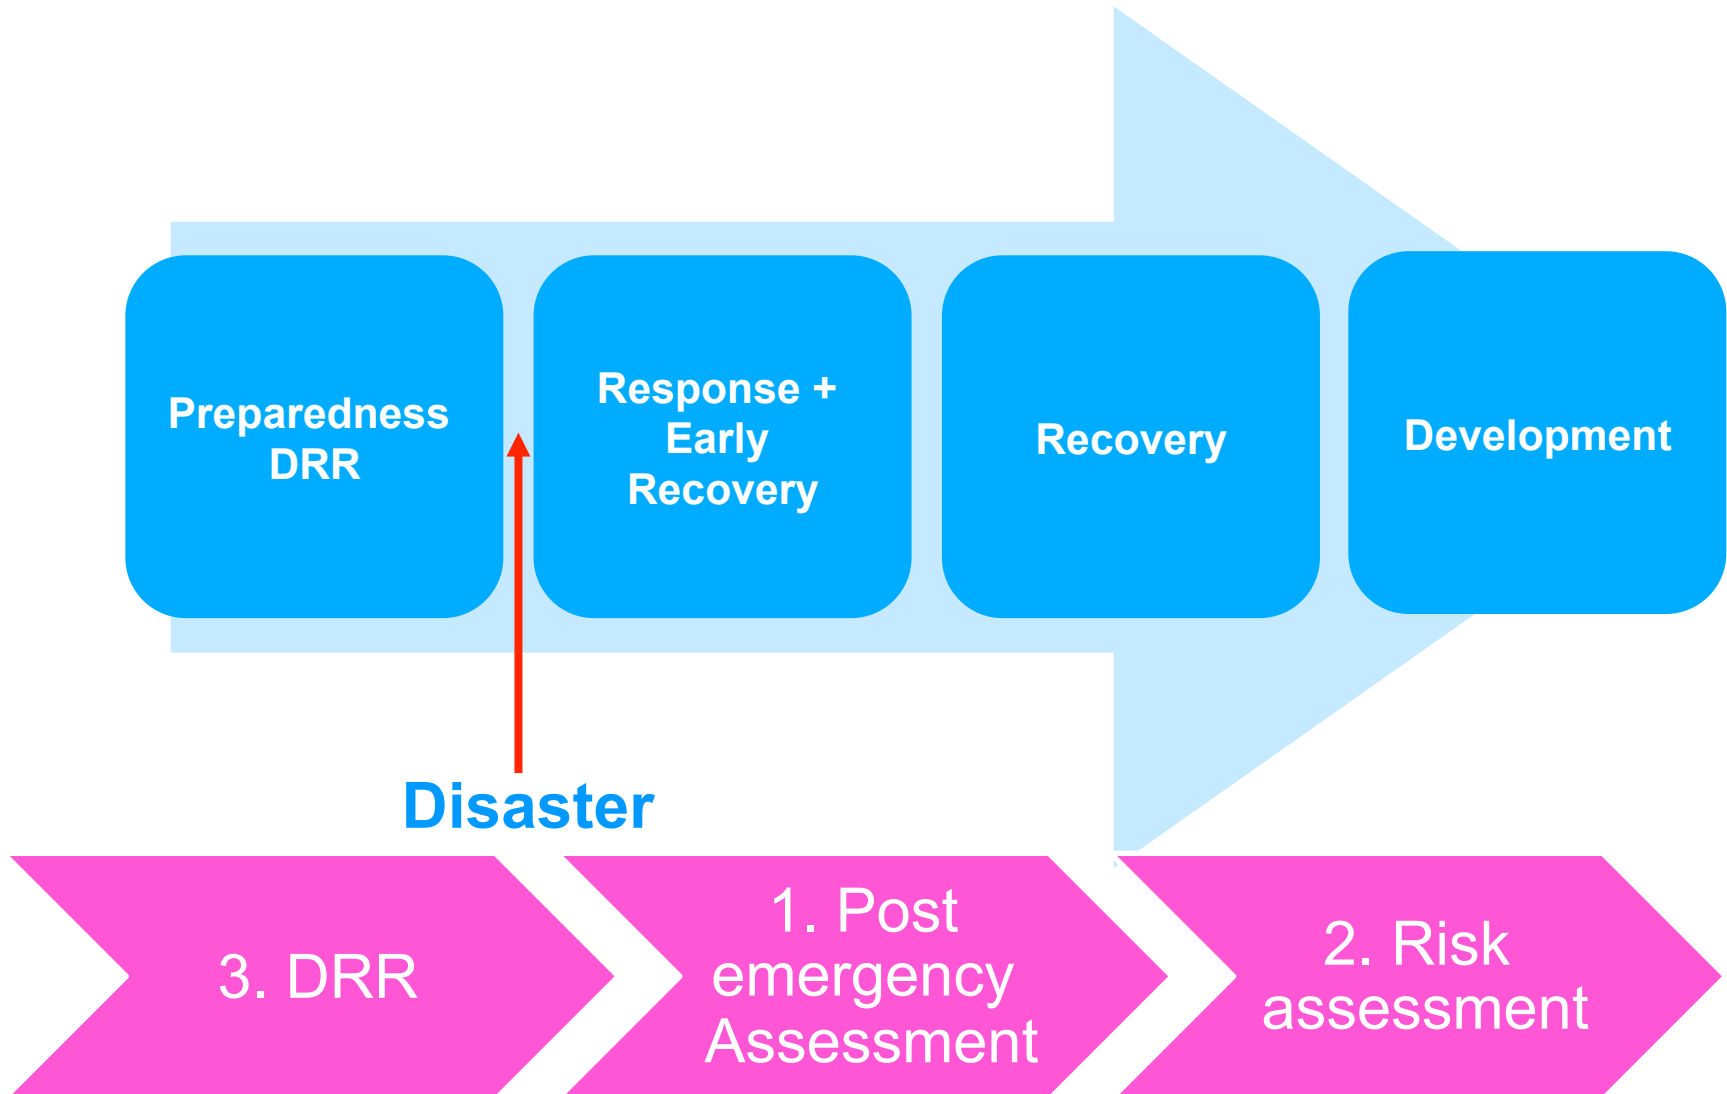 Preparedness
DRR
Response +
Early
Recovery
Recovery
Development
Disaster
3. DRR
1. Post
emergency
Assessment
2. Risk
assessment